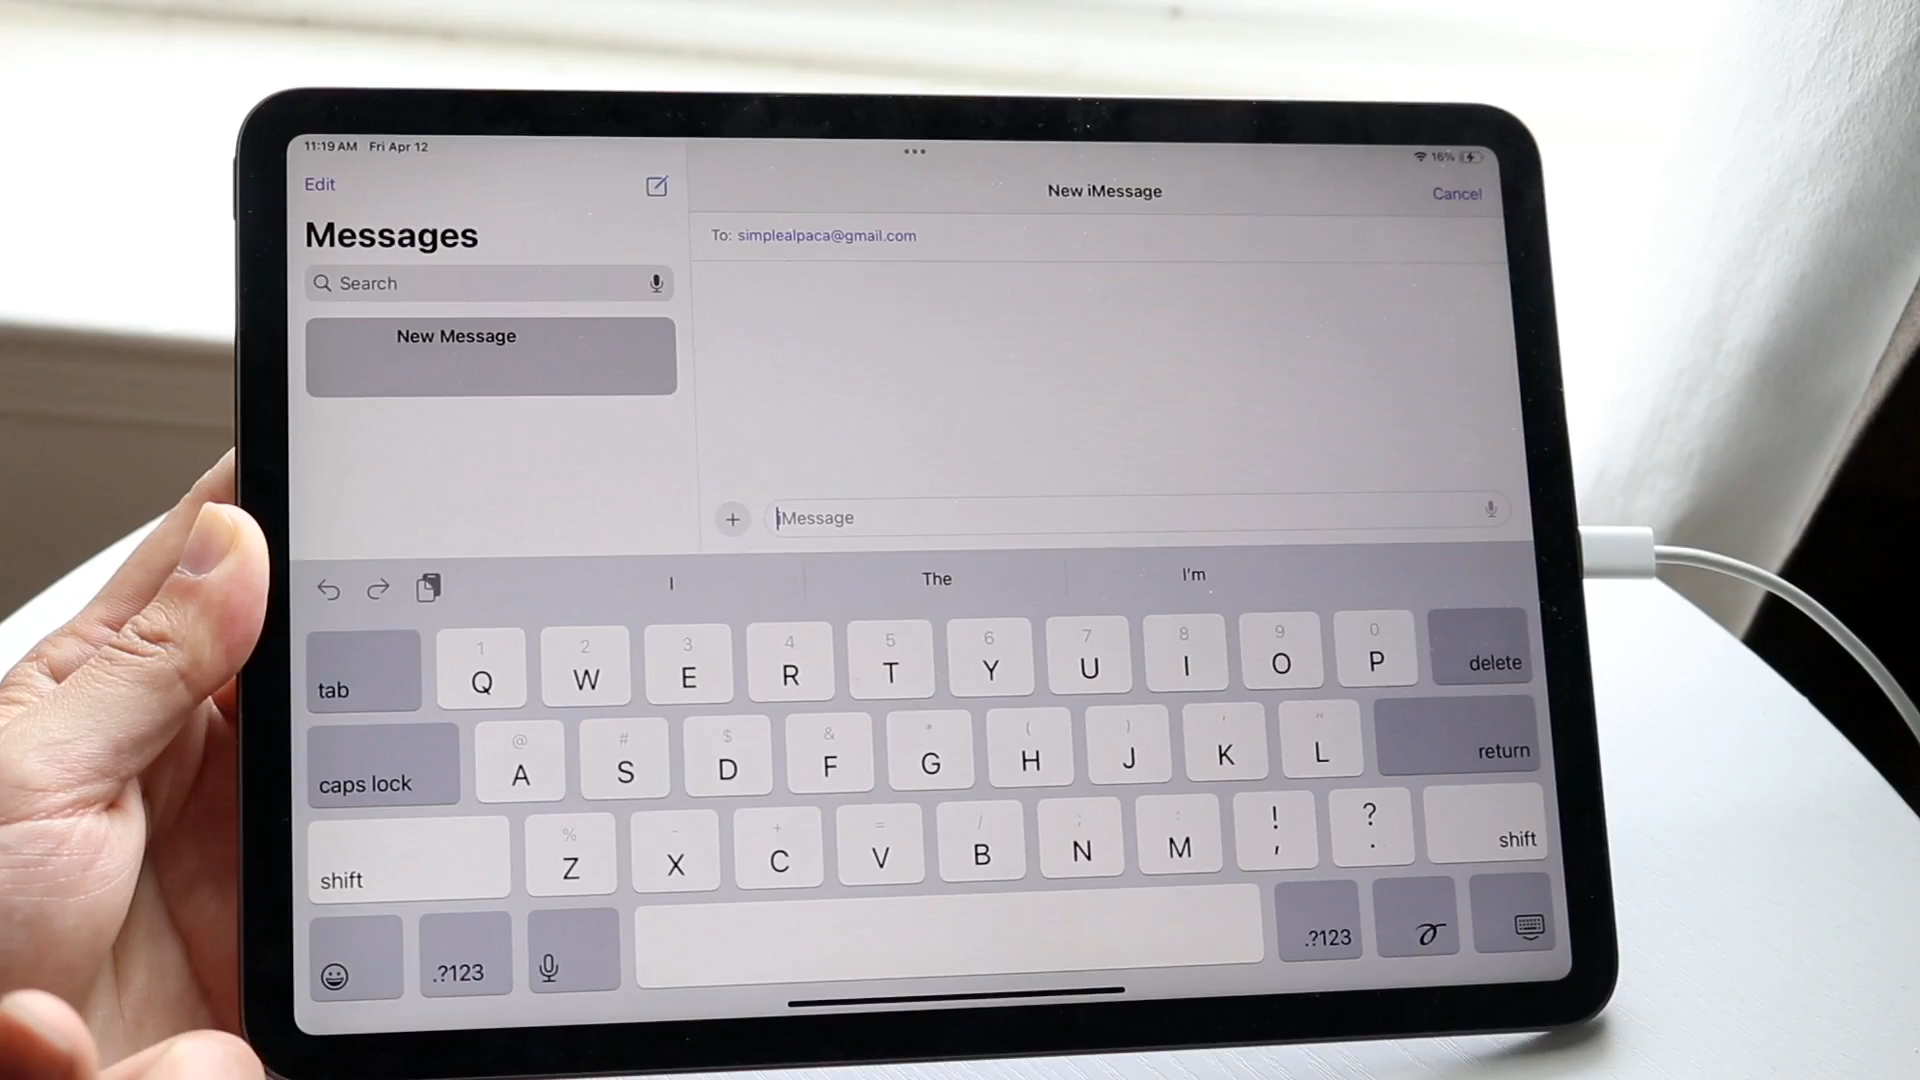 11:19 AM Fri Apr 12
16%
Edit
New iMessage
Cancel
Messages
To: simplealpaca@gmail.com
Search
New Message
iMessage
I The I'm
1 2 3 4 5 6 7 8 9 0
tab Q W E R T Y U I O P delete
@ # $ & * ( ) ' "
caps lock A S D F G H J K L return
% - + = / ; : ! ?
shift Z X C V B N M , . shift
.?123 .?123